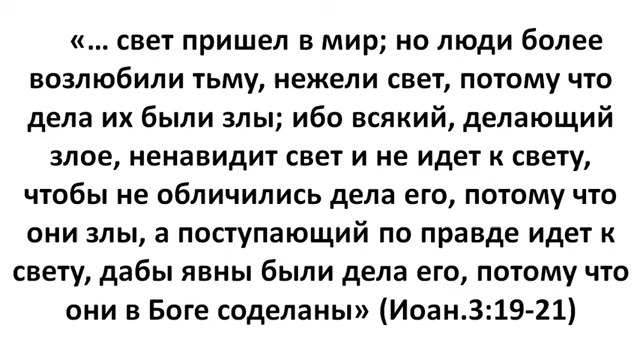 «… свет пришел в мир; но люди более
возлюбили тьму, нежели свет, потому что
дела их были злы; ибо всякий, делающий
злое, ненавидит свет и не идет к свету,
чтобы не обличились дела его, потому что
они злы, а поступающий по правде идет к
свету, дабы явны были дела его, потому что
они в Боге соделаны» (Иоан.3:19-21)